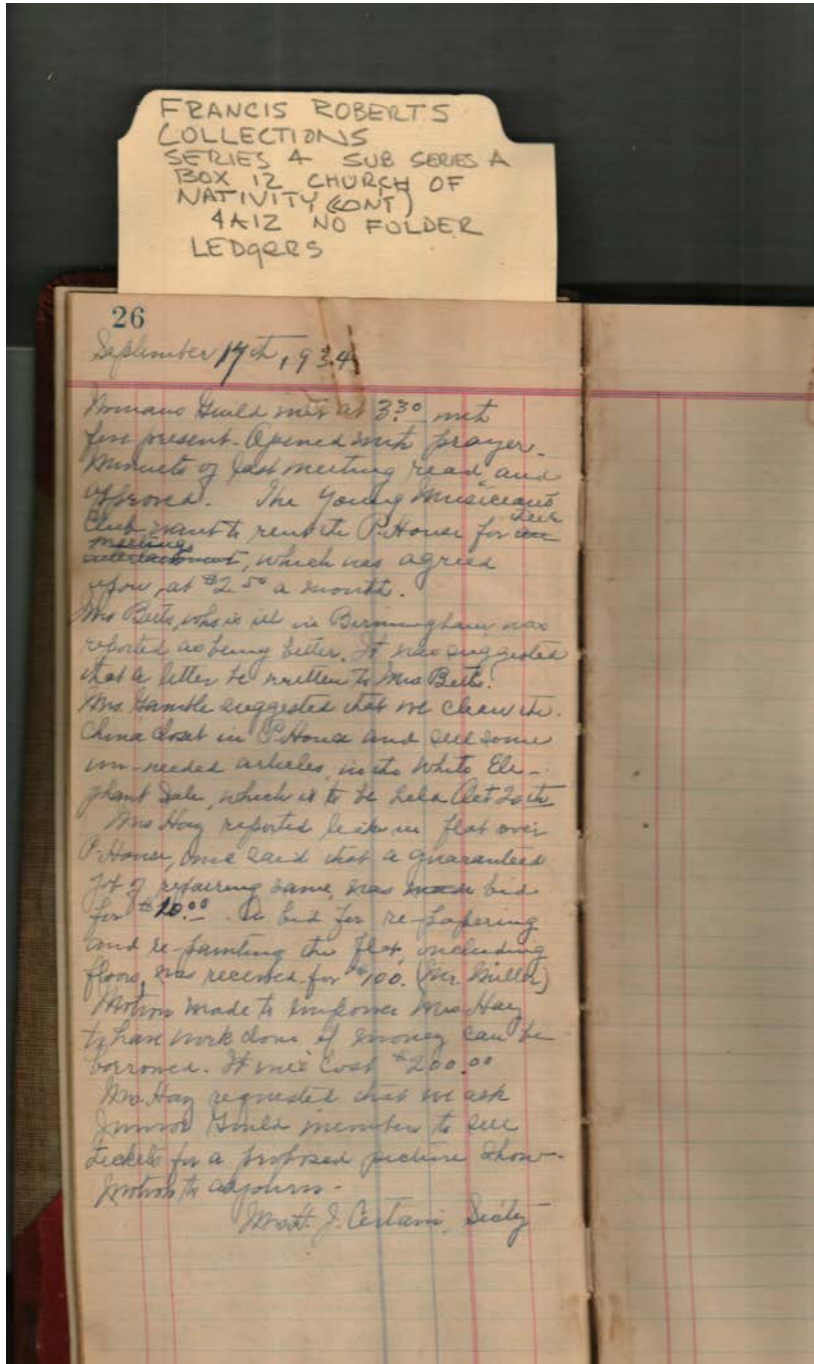 FRANCIS ROBERTS
COLLECTIONS
SERIES 4 SUB SERIES A
BOX 12 CHURCH OF
NATIVITY (CONT)
4A12 NO FOLDER
LEDGERS
26
September 17th, 1934
Womans Guild met at 3.30 with
few present. Opened with prayer.
Minuets of last meeting read and
approved. The Young Musiceans
Club want to rent the P. House for their
meeting, which was agreed
upon, at $2.50 a month.
Mrs who is ill in Birmingham was
reported as being better. It was suggested
that a letter be written to Mrs
Mrs. Gamble suggested that we clean the
China closet in P. House and sell some
un-needed articles, in the White Ele-
phant Sale, which is to be held Oct 20th
Mrs Hay reported leak in flat over
P. House, and said that a guaranteed
job of repairing same, was bid
for $10.00. A bid for re-papering
and re-painting the flat, including
floors, was received for $100. (Mr. Miller)
Motion made to empower Mrs Hay
to have work done if money can be
borrowed. It will cost $200.00
Mrs. Hay requested that we ask
Junior Guild members to sell
tickets for a proposed picture show.
Motion to adjourn.
J. Secty